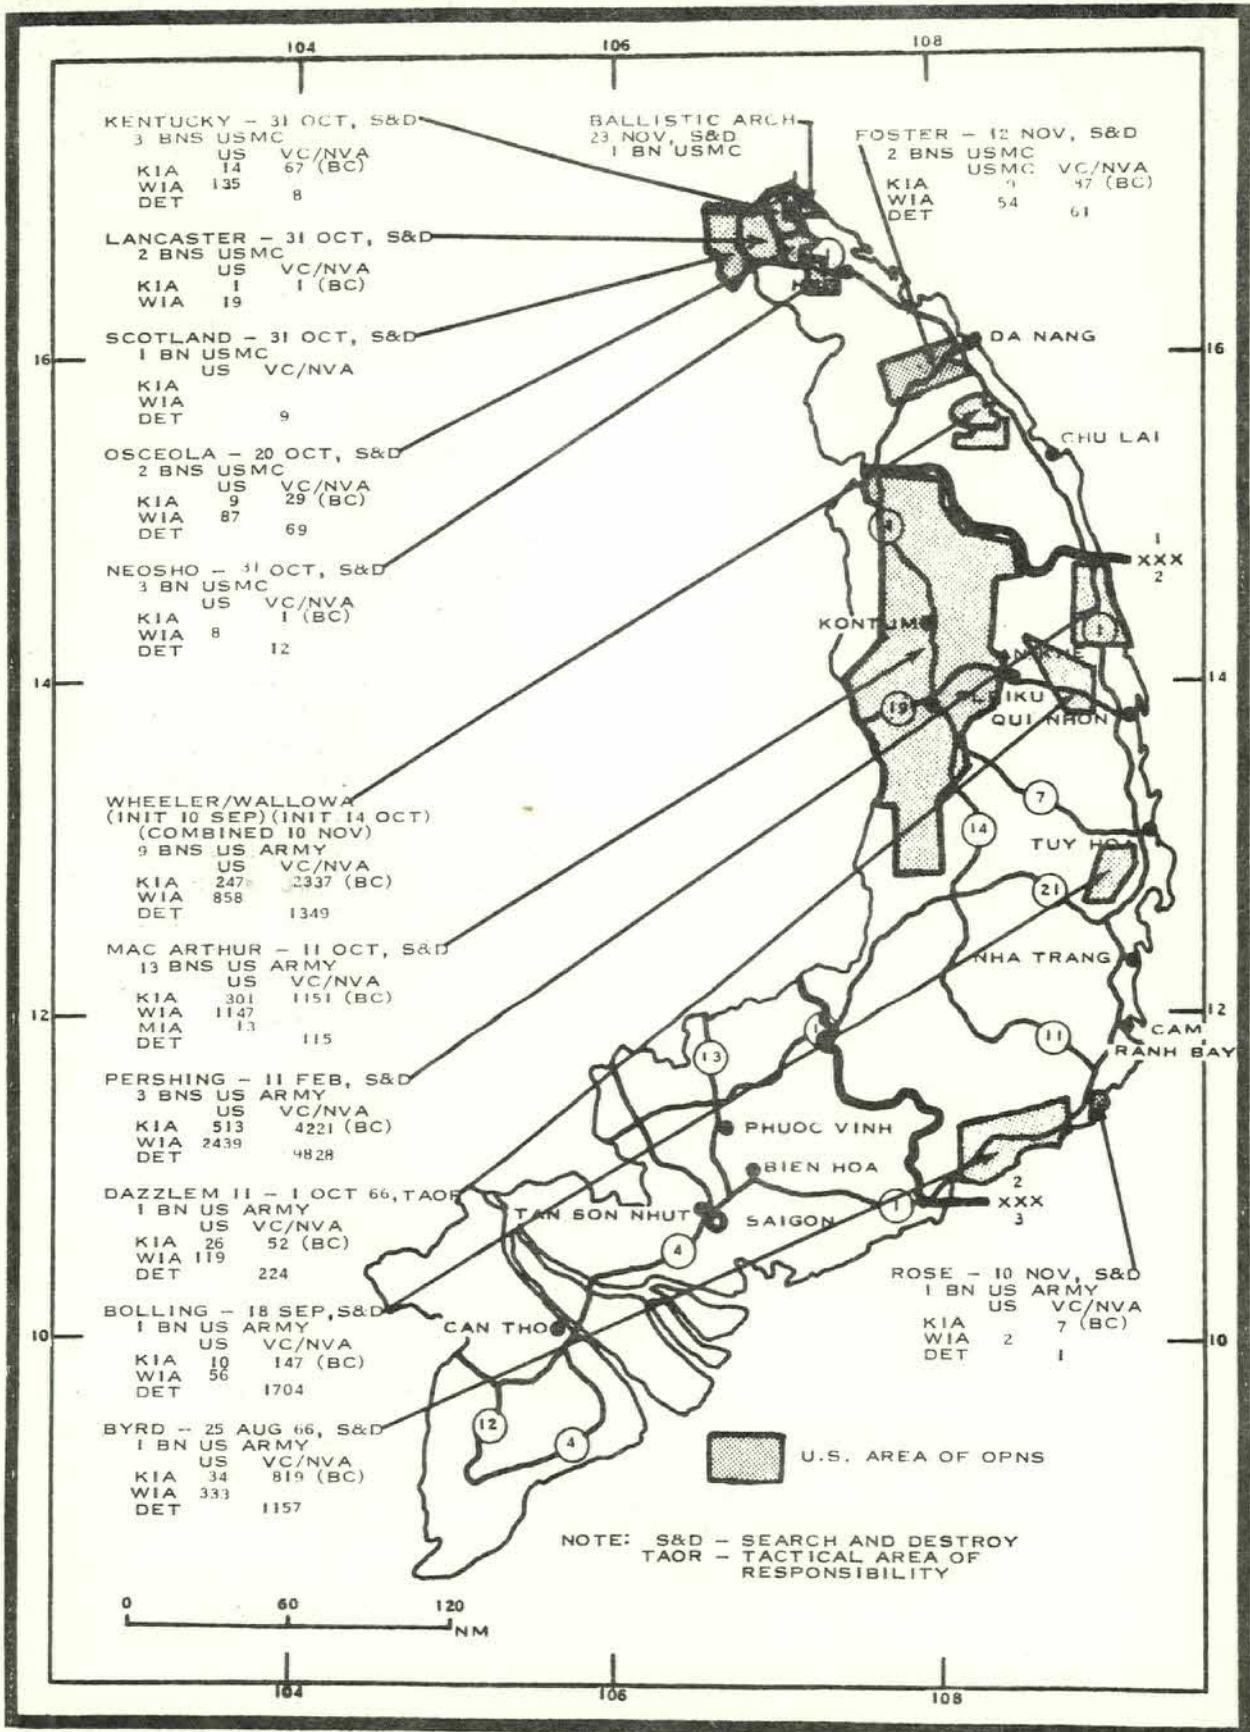 104 106 108
KENTUCKY – 31 OCT, S&D
3 BNS USMC
US VC/NVA
KIA 14 67 (BC)
WIA 135
DET 8
LANCASTER – 31 OCT, S&D
2 BNS USMC
US VC/NVA
KIA 1 1 (BC)
WIA 19
SCOTLAND – 31 OCT, S&D
1 BN USMC
US VC/NVA
KIA
WIA
DET 9
OSCEOLA – 20 OCT, S&D
2 BNS USMC
US VC/NVA
KIA 9 29 (BC)
WIA 87
DET 69
NEOSHO – 31 OCT, S&D
3 BN USMC
US VC/NVA
KIA 1 (BC)
WIA 8
DET 12
WHEELER/WALLOWA
(INIT 10 SEP) (INIT 14 OCT)
(COMBINED 10 NOV)
9 BNS US ARMY
US VC/NVA
KIA 247 2337 (BC)
WIA 858
DET 1349
MAC ARTHUR – 11 OCT, S&D
13 BNS US ARMY
US VC/NVA
KIA 301 1151 (BC)
WIA 1147
MIA 13
DET 115
PERSHING – 11 FEB, S&D
3 BNS US ARMY
US VC/NVA
KIA 513 4221 (BC)
WIA 2439
DET 9828
DAZZLEM II – 1 OCT 66, TAOR
1 BN US ARMY
US VC/NVA
KIA 26 52 (BC)
WIA 119
DET 224
BOLLING – 18 SEP, S&D
1 BN US ARMY
US VC/NVA
KIA 10 147 (BC)
WIA 56
DET 1704
BYRD – 25 AUG 66, S&D
1 BN US ARMY
US VC/NVA
KIA 34 819 (BC)
WIA 333
DET 1157
BALLISTIC ARCH
23 NOV, S&D
1 BN USMC
FOSTER – 12 NOV, S&D
2 BNS USMC
USMC VC/NVA
KIA 87 (BC)
WIA 54
DET 61
1
DA NANG
CHU LAI
1
XXX
2
KONTUM
1
19
PLEIKU
QUI NHON
7
14
TUY HOA
21
NHA TRANG
CAM
RANH BAY
11
13
PHUOC VINH
BIEN HOA
TAN SON NHUT
SAIGON
1
2
XXX
3
4
CAN THO
12
4
ROSE – 10 NOV, S&D
1 BN US ARMY
US VC/NVA
KIA 7 (BC)
WIA 2
DET 1
U.S. AREA OF OPNS
NOTE: S&D – SEARCH AND DESTROY
TAOR – TACTICAL AREA OF
RESPONSIBILITY
16 16
14 14
12 12
10 10
0 60 120
NM
104 106 108